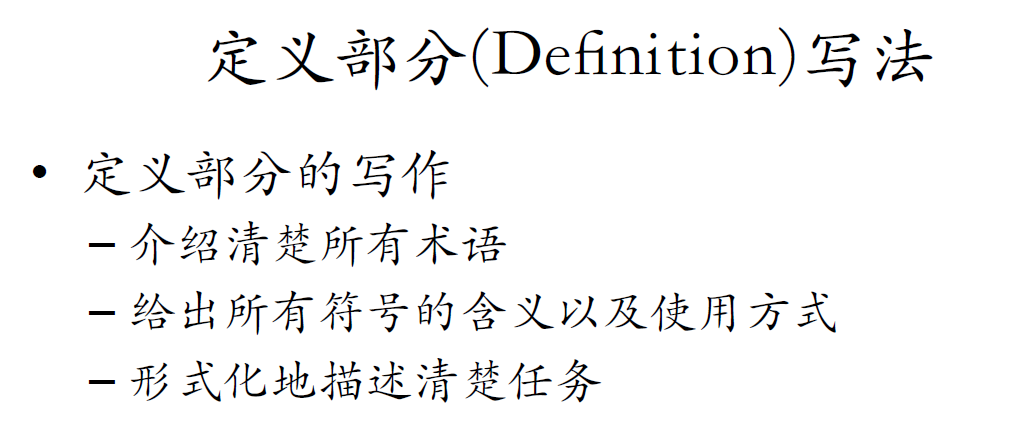 定义部分(Definition)写法
• 定义部分的写作
– 介绍清楚所有术语
– 给出所有符号的含义以及使用方式
– 形式化地描述清楚任务